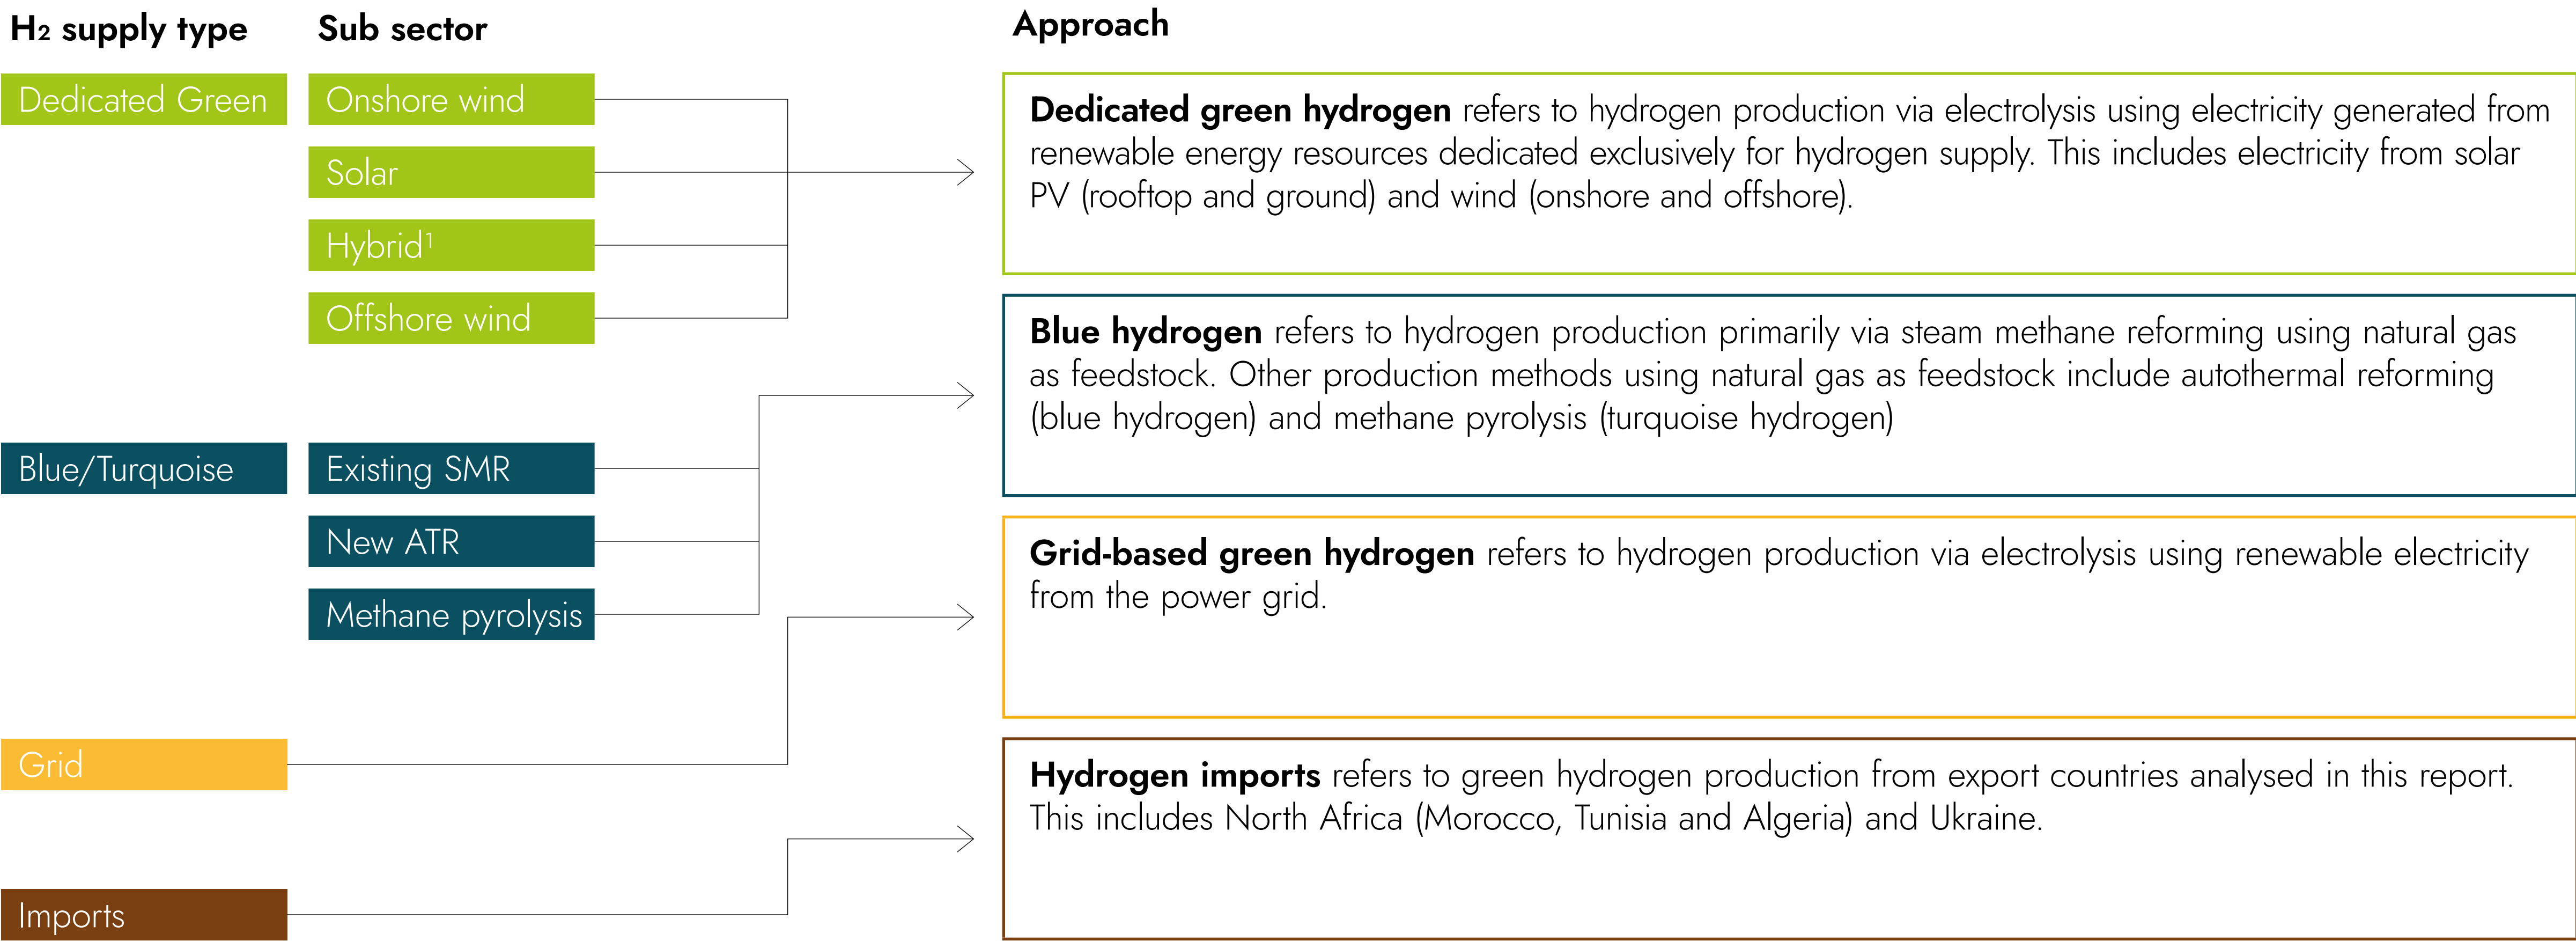 H₂ supply type
Sub sector
Approach
Dedicated Green
Onshore wind
Solar
Hybrid¹
Offshore wind
Dedicated green hydrogen refers to hydrogen production via electrolysis using electricity generated from
renewable energy resources dedicated exclusively for hydrogen supply. This includes electricity from solar
PV (rooftop and ground) and wind (onshore and offshore).
Blue/Turquoise
Existing SMR
New ATR
Methane pyrolysis
Blue hydrogen refers to hydrogen production primarily via steam methane reforming using natural gas
as feedstock. Other production methods using natural gas as feedstock include autothermal reforming
(blue hydrogen) and methane pyrolysis (turquoise hydrogen)
Grid
Grid-based green hydrogen refers to hydrogen production via electrolysis using renewable electricity
from the power grid.
Imports
Hydrogen imports refers to green hydrogen production from export countries analysed in this report.
This includes North Africa (Morocco, Tunisia and Algeria) and Ukraine.